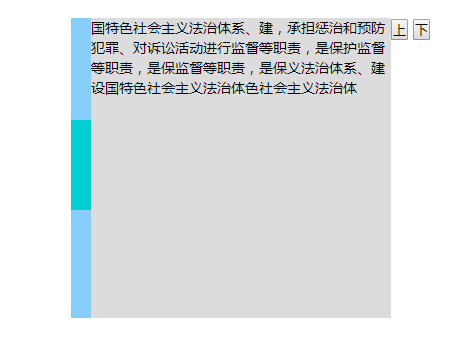 国特色社会主义法治体系、建，承担惩治和预防
犯罪、对诉讼活动进行监督等职责，是保护监督
等职责，是保监督等职责，是保义法治体系、建
设国特色社会主义法治体色社会主义法治体
上 下